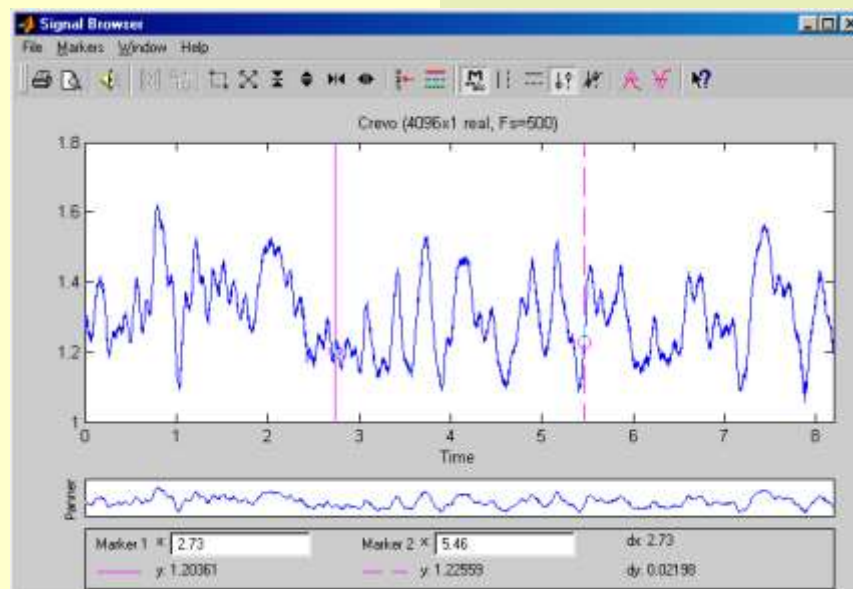 Signal Browser
File Markers Window Help
Crevo (4096x1 real, Fs=500)
1.8
1.6
1.4
1.2
1
0 1 2 3 4 5 6 7 8
Time
Panner
Marker 1 x: 2.73 Marker 2 x: 5.46 dx: 2.73
y: 1.20361 y: 1.22559 dy: 0.02198